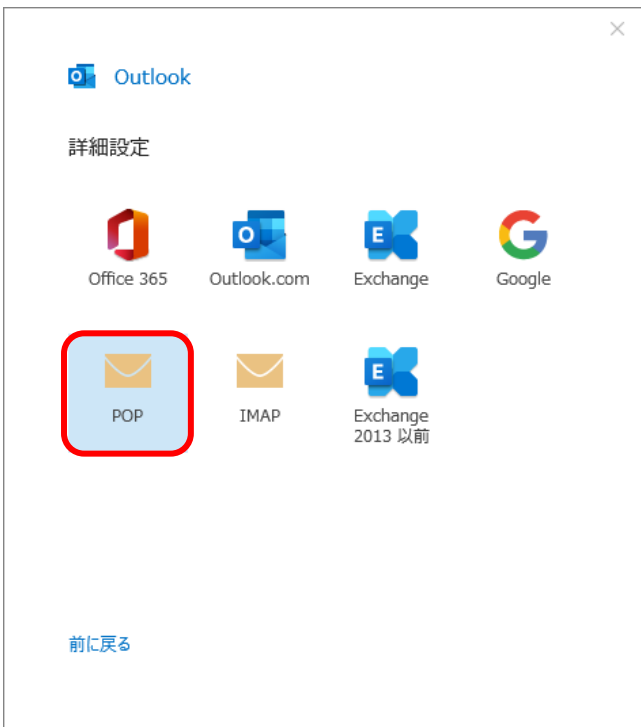 Outlook
詳細設定
Office 365
Outlook.com
Exchange
Google
POP
IMAP
Exchange
2013 以前
前に戻る